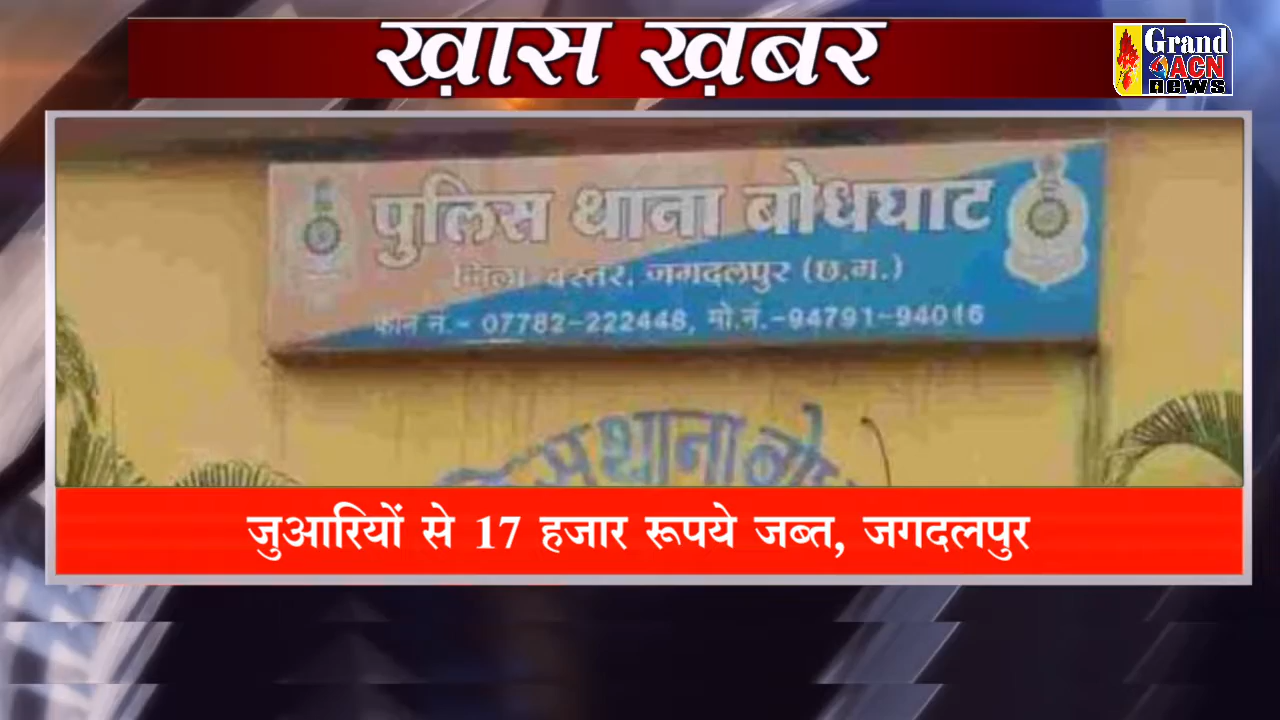 ख़ास ख़बर
Grand
ACN
news
पुलिस थाना बोधघाट
जिला बस्तर, जगदलपुर (छ.ग.)
फोन नं.- 07782-222448, मो.नं.-94791-94016
स थाना बो
जुआरियों से 17 हजार रूपये जब्त, जगदलपुर